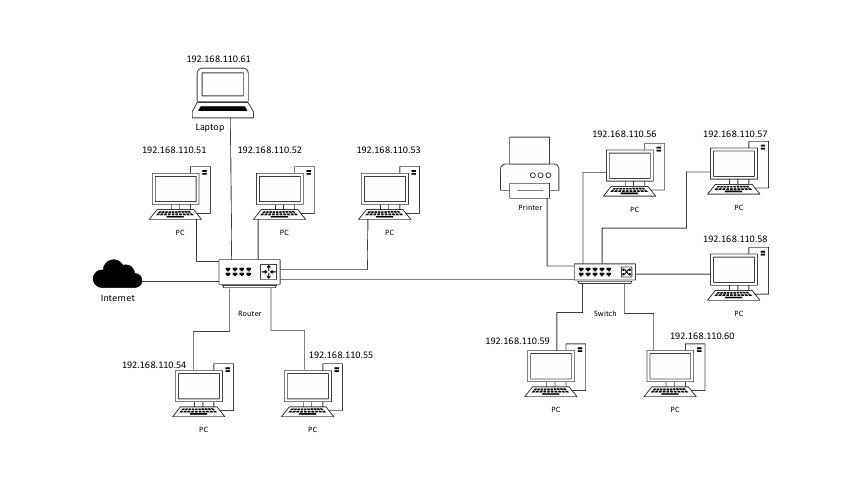 192.168.110.61
Laptop
192.168.110.51
192.168.110.52
192.168.110.53
PC
PC
PC
Internet
Router
192.168.110.54
192.168.110.55
PC
PC
Printer
192.168.110.56
192.168.110.57
PC
PC
192.168.110.58
PC
Switch
192.168.110.59
192.168.110.60
PC
PC